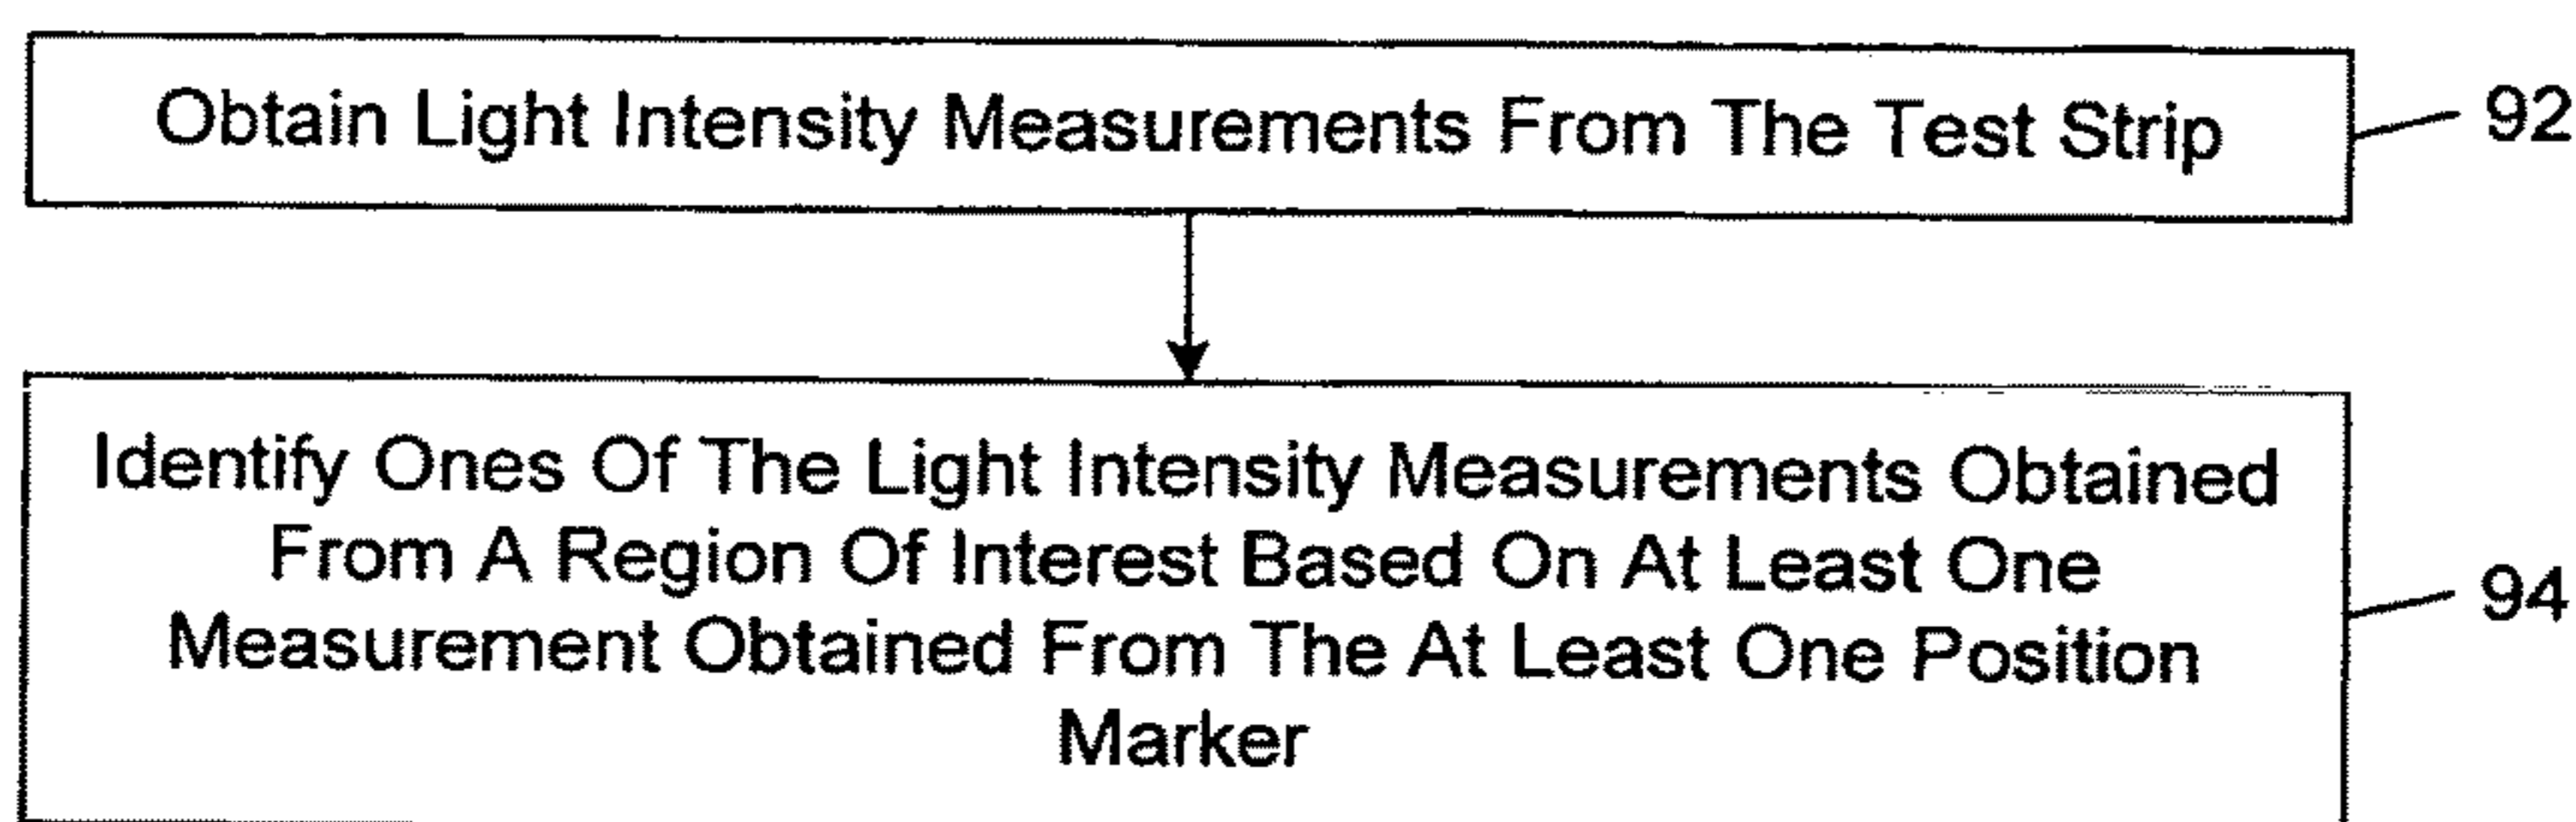 Obtain Light Intensity Measurements From The Test Strip
92
Identify Ones Of The Light Intensity Measurements Obtained
From A Region Of Interest Based On At Least One
Measurement Obtained From The At Least One Position
Marker
94